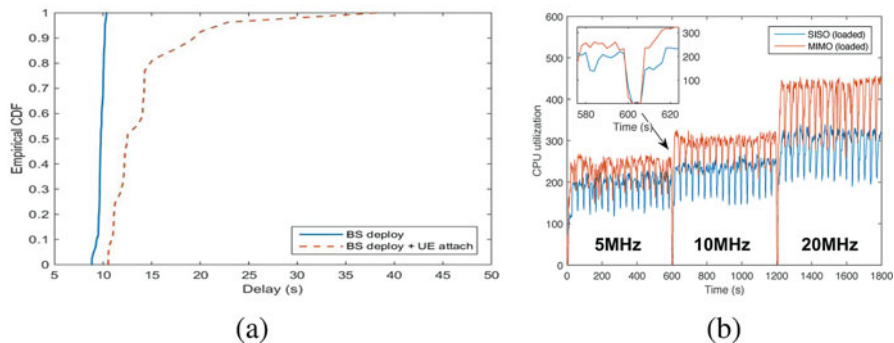 1
0.9
0.8
0.7
0.6
0.5
0.4
0.3
0.2
0.1
0
Empirical CDF
BS deploy
BS deploy + UE attach
5 10 15 20 25 30 35 40 45 50
Delay (s)
(a)
600
500
400
300
200
100
0
CPU utilization
SISO (loaded)
MIMO (loaded)
300
200
100
580 600 620
Time (s)
5MHz 10MHz 20MHz
0 200 400 600 800 1000 1200 1400 1600 1800
Time (s)
(b)